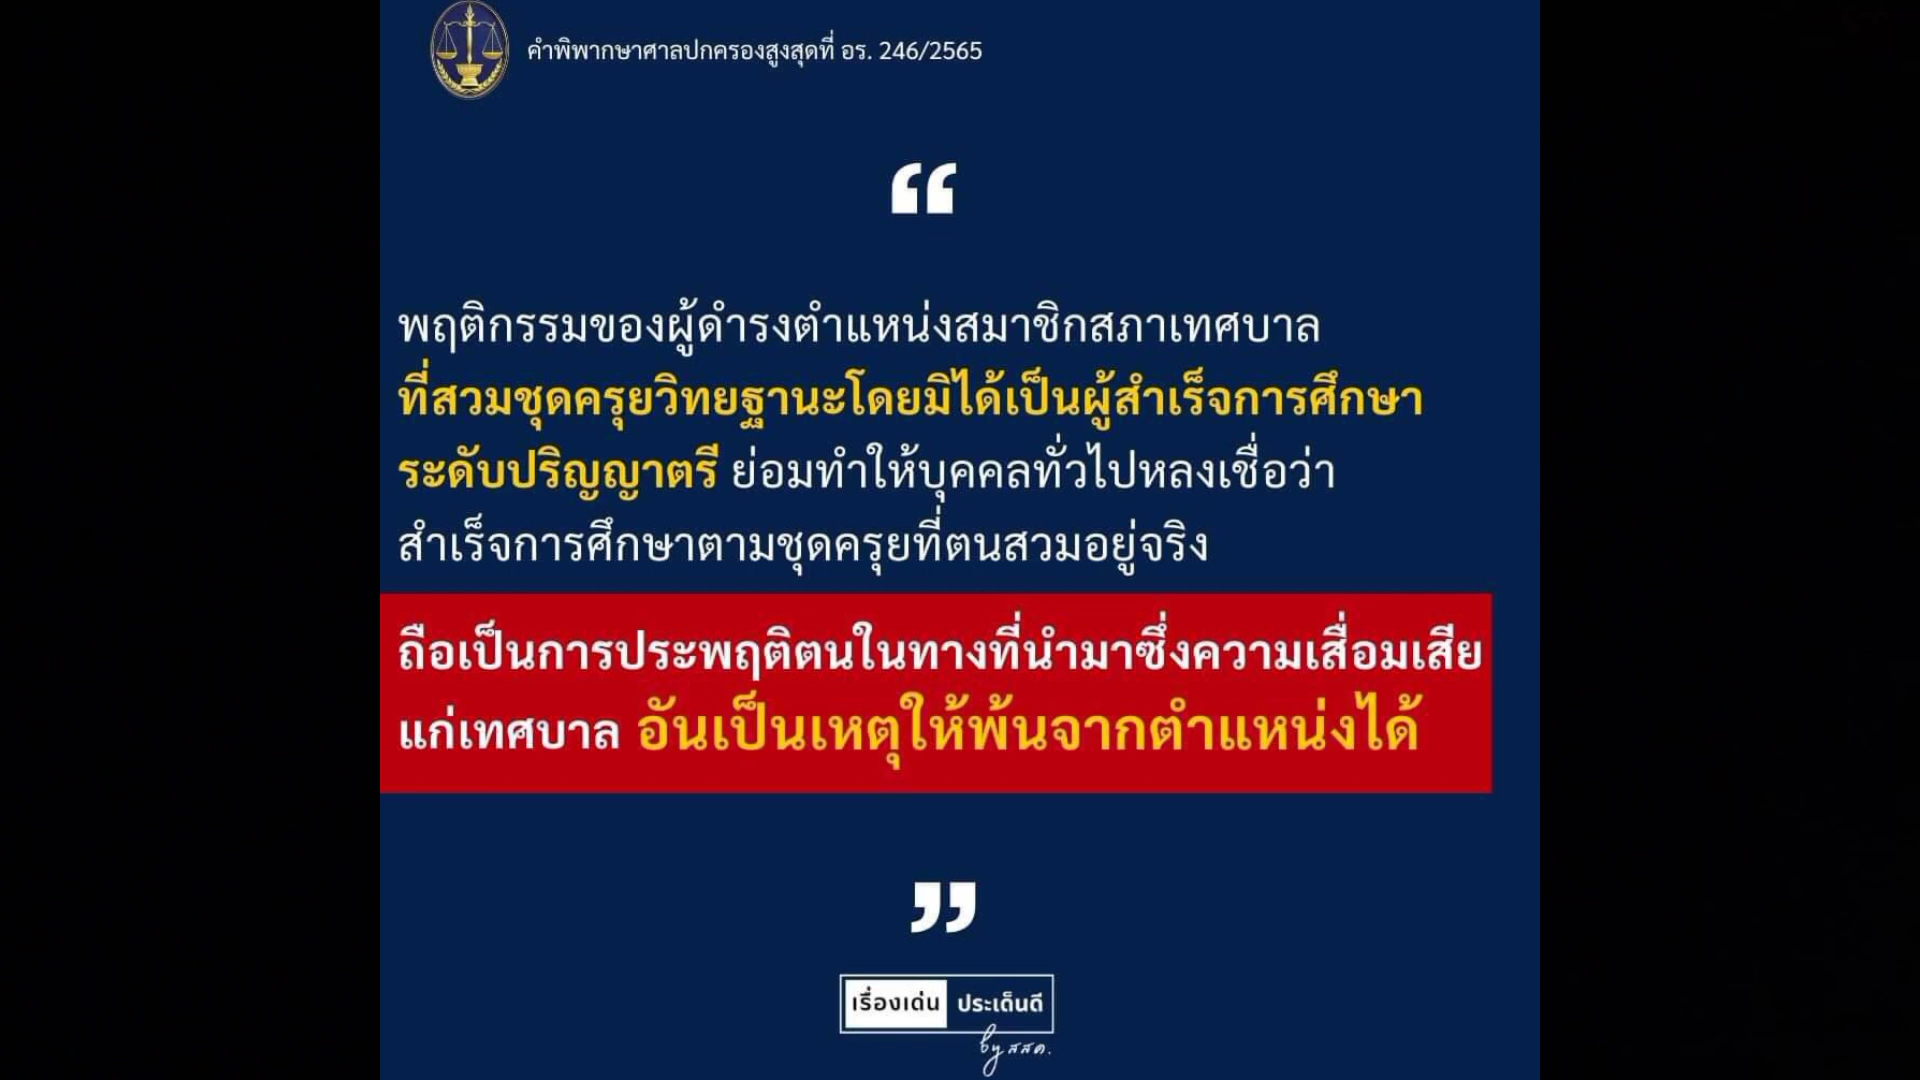 คำพิพากษาศาลปกครองสูงสุดที่ อร. 246/2565
“
พฤติกรรมของผู้ดำรงตำแหน่งสมาชิกสภาเทศบาล
ที่สวมชุดครุยวิทยฐานะโดยมิได้เป็นผู้สำเร็จการศึกษา
ระดับปริญญาตรี ย่อมทำให้บุคคลทั่วไปหลงเชื่อว่า
สำเร็จการศึกษาตามชุดครุยที่ตนสวมอยู่จริง
ถือเป็นการประพฤติตนในทางที่นำมาซึ่งความเสื่อมเสีย
แก่เทศบาล อันเป็นเหตุให้พ้นจากตำแหน่งได้
”
เรื่องเด่น ประเด็นดี
by สสค.